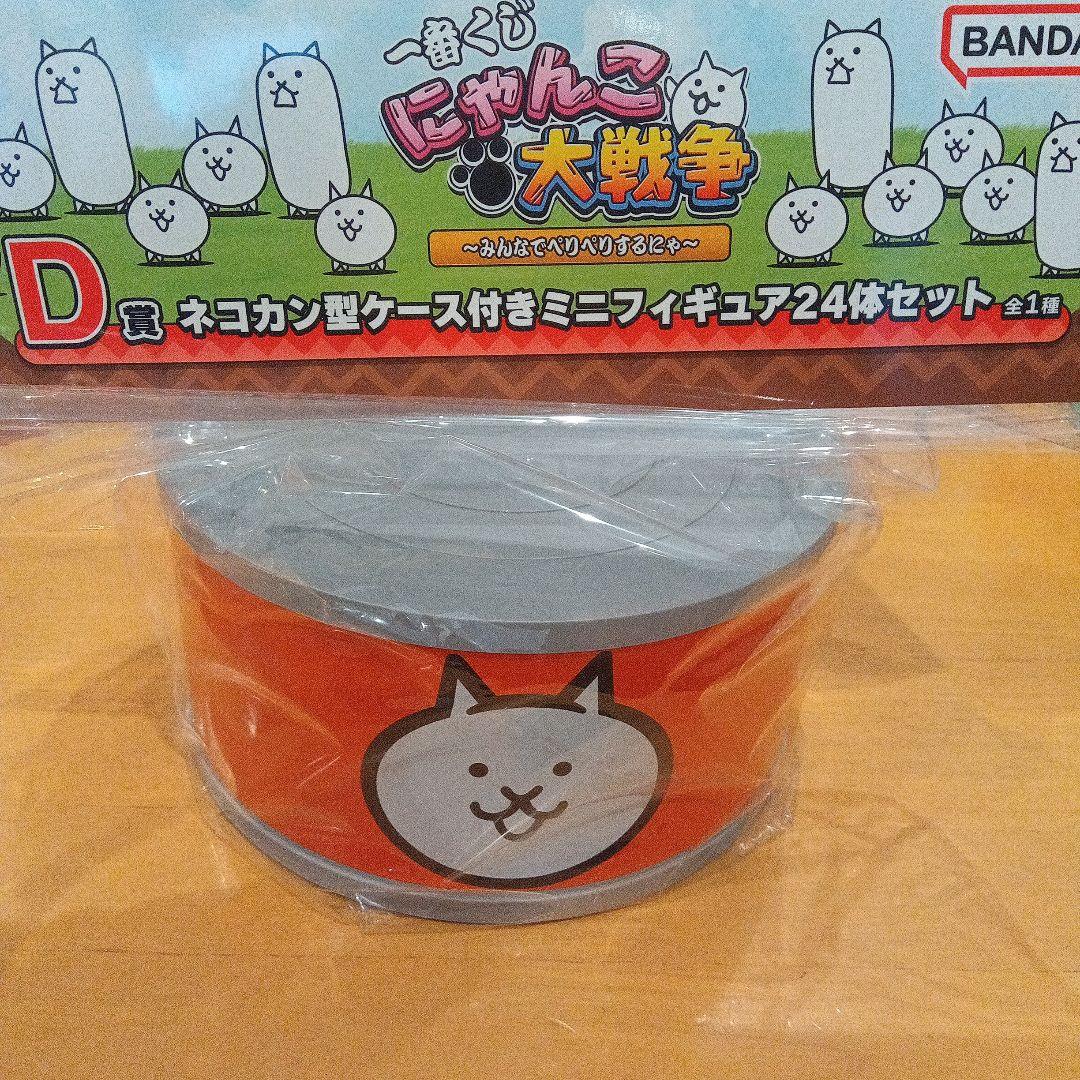 一番くじ
BANDA
にゃんこ
大戦争
～みんなでぺりぺりするにゃ～
D賞 ネコカン型ケース付きミニフィギュア24体セット 全1種